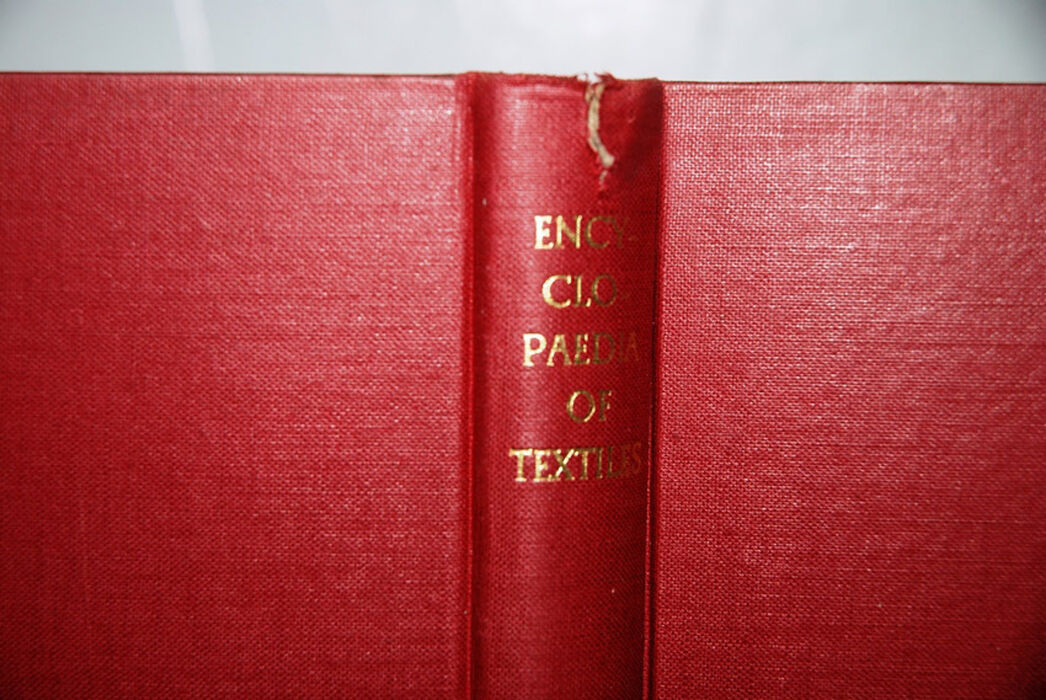 ENCY-
CLO
PAEDIA
OF
TEXTILES